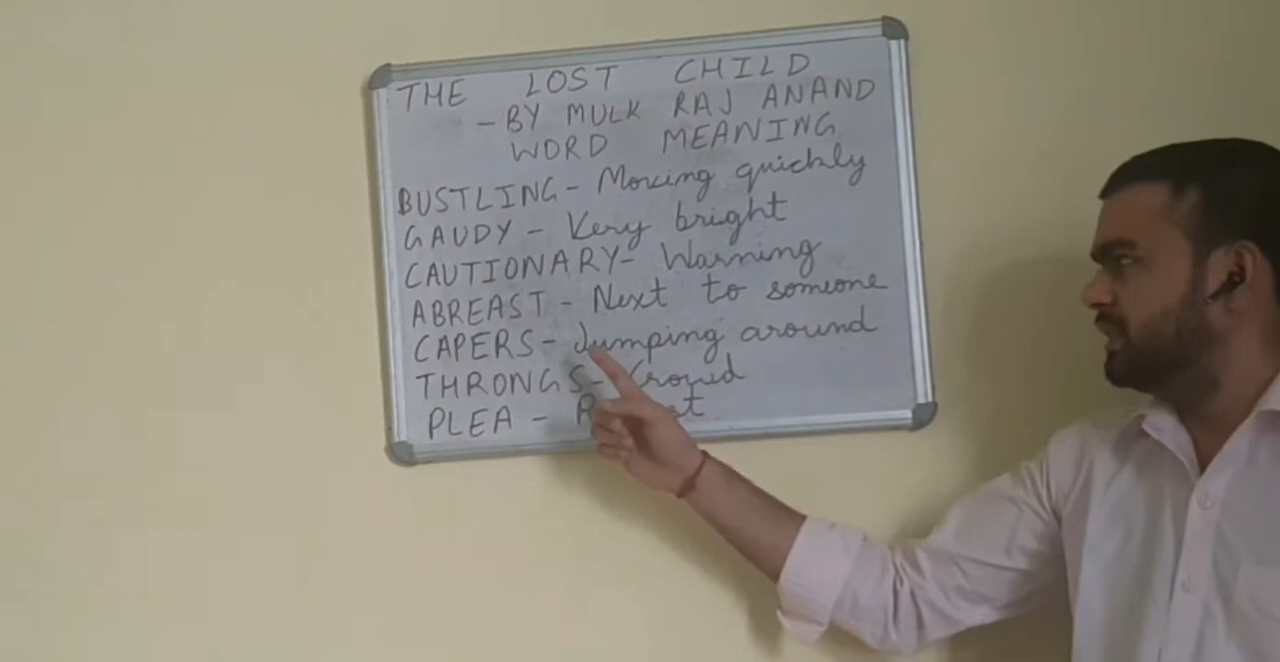 THE LOST CHILD
- BY MULK RAJ ANAND
WORD MEANING
BUSTLING - Moving quickly
GAUDY - Very bright
CAUTIONARY - Warning
ABREAST - Next to someone
CAPERS - Jumping around
THRONGS - Crowd
PLEA -